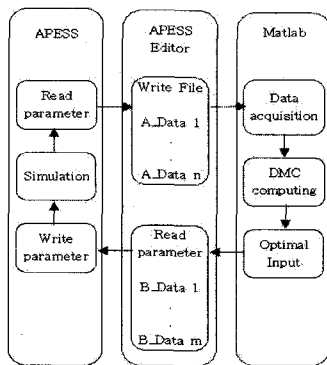 APESS
Read
parameter
Simulation
Write
parameter
APESS
Editor
Write File
A_Data 1
.
.
A_Data n
Read
parameter
B_Data 1
.
.
B_Data m
Matlab
Data
acquisition
DMC
computing
Optimal
Input